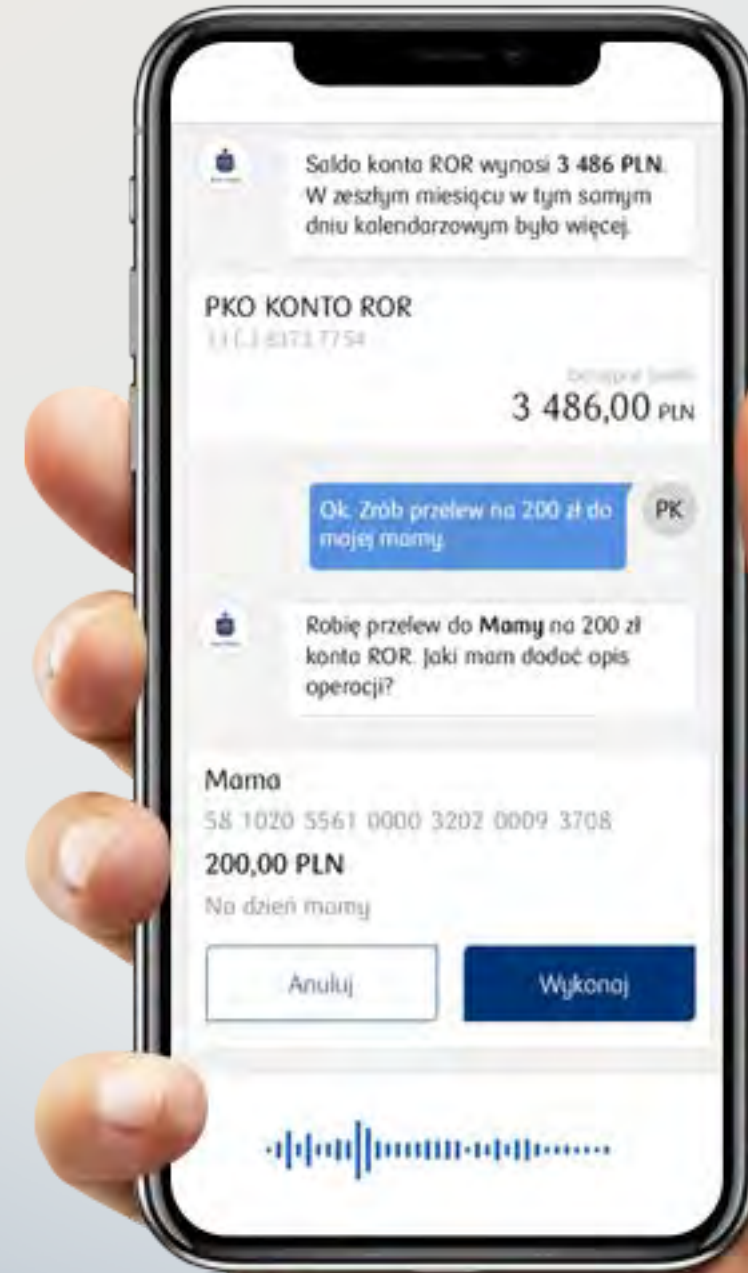 Saldo konta ROR wynosi 3 486 PLN.
W zeszłym miesiącu w tym samym
dniu kalendarzowym było więcej.
PKO KONTO ROR
3 486,00 PLN
Ok. Zrób przelew na 200 zł do
mojej mamy.
PK
Robię przelew do Mamy na 200 zł
konta ROR. Jaki mam dodać opis
operacji?
Mama
58 1020 5561 0000 3202 0009 3708
200,00 PLN
Na dzień mamy
Anuluj
Wykonaj